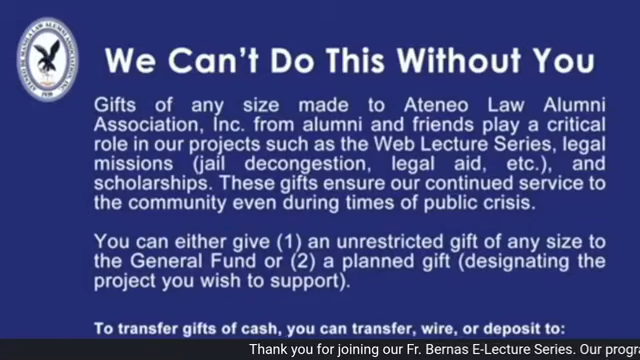 We Can't Do This Without You
Gifts of any size made to Ateneo Law Alumni
Association, Inc. from alumni and friends play a critical
role in our projects such as the Web Lecture Series, legal
missions (jail decongestion, legal aid, etc.), and
scholarships. These gifts ensure our continued service to
the community even during times of public crisis.
You can either give (1) an unrestricted gift of any size to
the General Fund or (2) a planned gift (designating the
project you wish to support).
To transfer gifts of cash, you can transfer, wire, or deposit to:
Thank you for joining our Fr. Bernas E-Lecture Series. Our progra